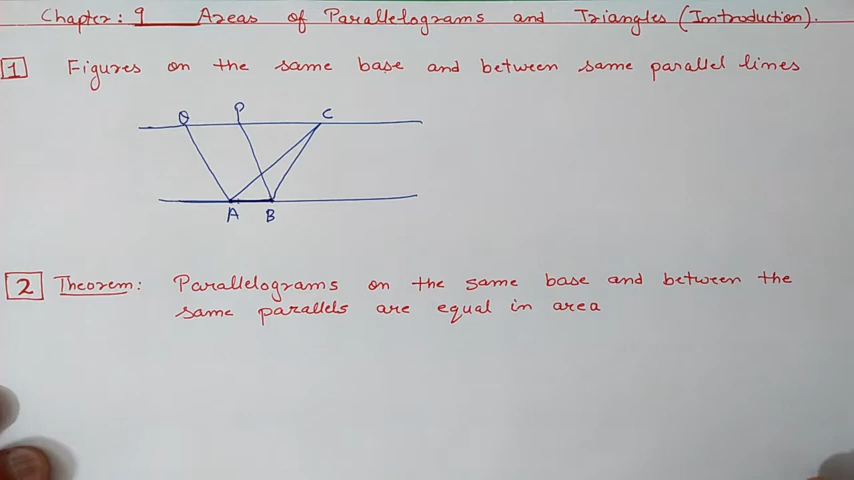 Chapter: 9 Areas of Parallelograms and Triangles (Introduction).
1 Figures on the same base and between same parallel lines
Q P C
A B
2 Theorem: Parallelograms on the same base and between the
same parallels are equal in area